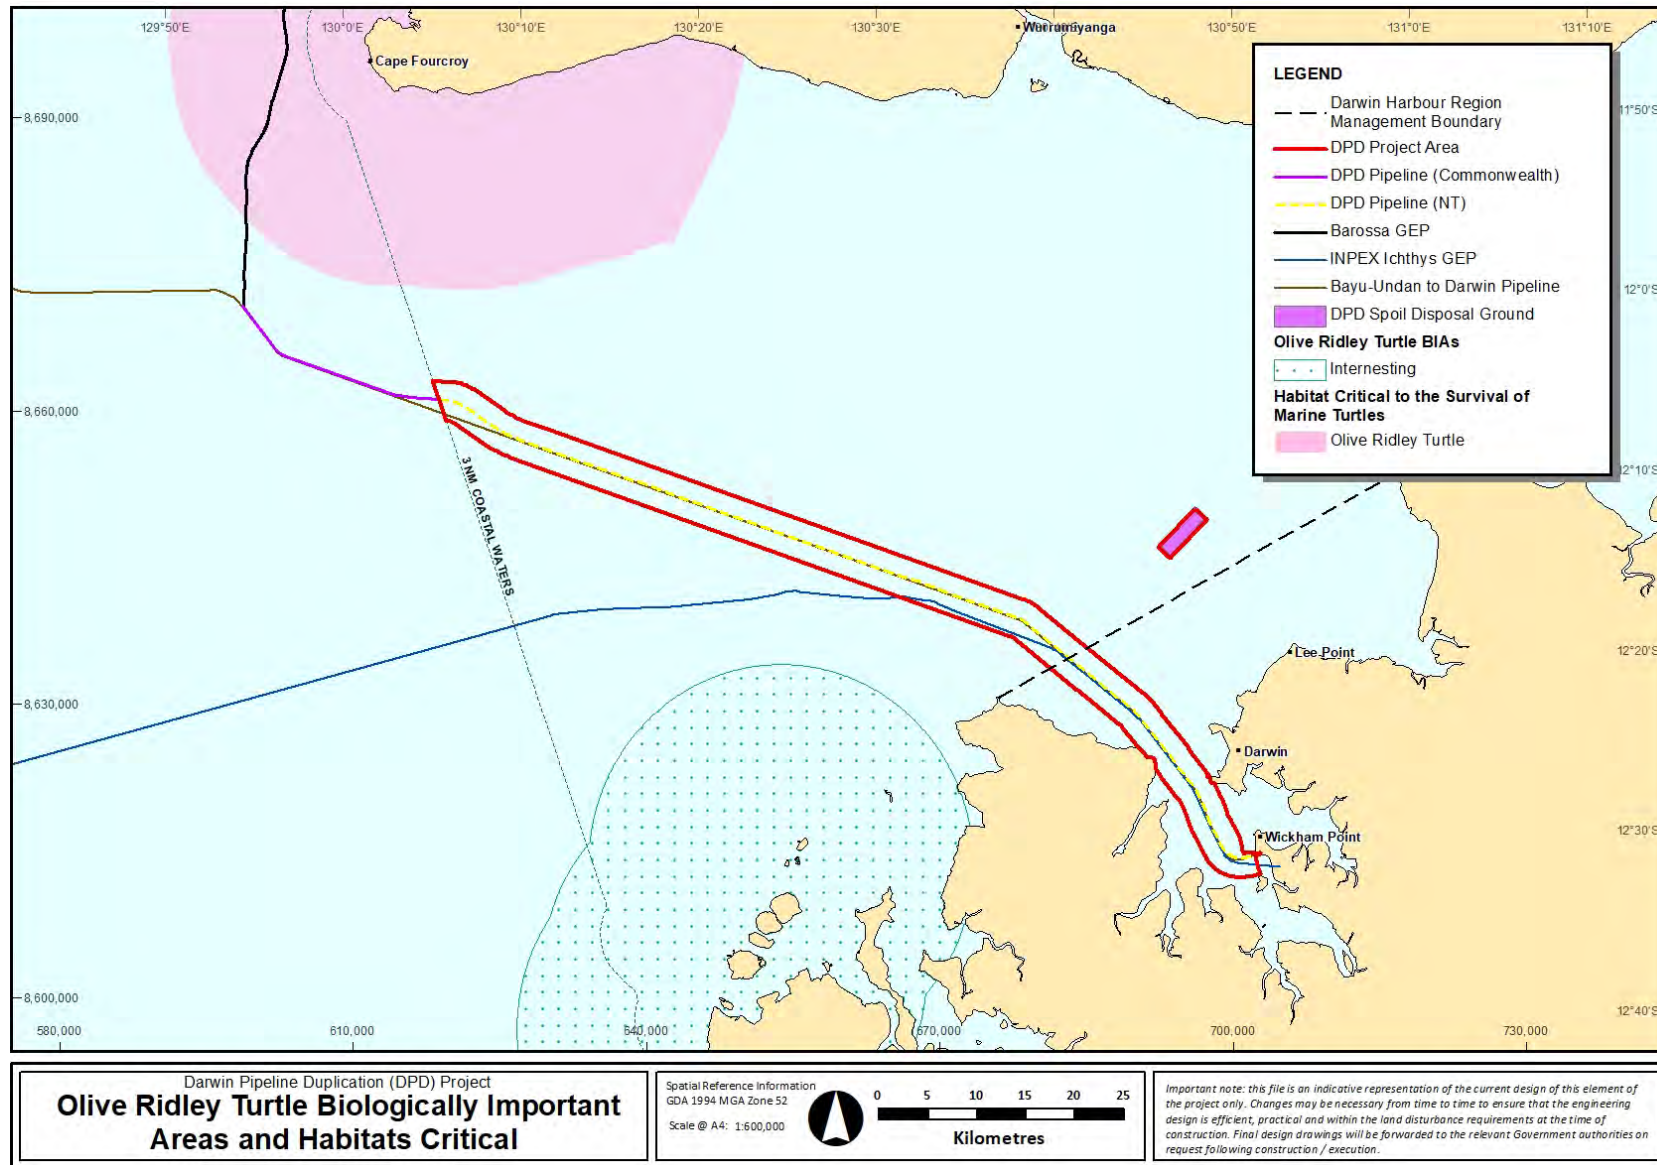 129°50'E
130°0'E
130°10'E
130°20'E
130°30'E
130°50'E
131°0'E
131°10'E
Wurrumiyanga
Cape Fourcroy
8,690,000
8,660,000
8,630,000
8,600,000
LEGEND
Darwin Harbour Region
Management Boundary
DPD Project Area
DPD Pipeline (Commonwealth)
DPD Pipeline (NT)
Barossa GEP
INPEX Ichthys GEP
Bayu-Undan to Darwin Pipeline
DPD Spoil Disposal Ground
Olive Ridley Turtle BIAs
Internesting
Habitat Critical to the Survival of
Marine Turtles
Olive Ridley Turtle
11°50'S
12°0'S
12°10'S
12°20'S
12°30'S
12°40'S
3 NM COASTAL WATERS
Lee Point
Darwin
Wickham Point
580,000
610,000
640,000
670,000
700,000
730,000
Darwin Pipeline Duplication (DPD) Project
Olive Ridley Turtle Biologically Important
Areas and Habitats Critical
Spatial Reference Information
GDA 1994 MGA Zone 52
Scale @ A4: 1:600,000
0 5 10 15 20 25
Kilometres
Important note: this file is an indicative representation of the current design of this element of
the project only. Changes may be necessary from time to time to ensure that the engineering
design is efficient, practical and within the land disturbance requirements at the time of
construction. Final design drawings will be forwarded to the relevant Government authorities on
request following construction / execution.